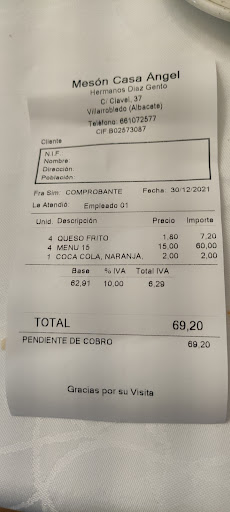 Mesón Casa Angel
Hermanos Diaz Gento
C/ Clavel, 37
Villarrobledo (Albacete)
Teléfono: 661072577
CIF B02573087
Cliente
N.I.F
Nombre
Dirección
Población
Fra Sim: COMPROBANTE Fecha: 30/12/2021
Le Atendió Empleado 01
Unid. Descripción Precio Importe
4 QUESO FRITO 1,80 7,20
4 MENU 15 15,00 60,00
1 COCA COLA, NARANJA, 2,00 2,00
Base % IVA Total IVA
62,91 10,00 6,29
TOTAL 69,20
PENDIENTE DE COBRO 69,20
Gracias por su Visita